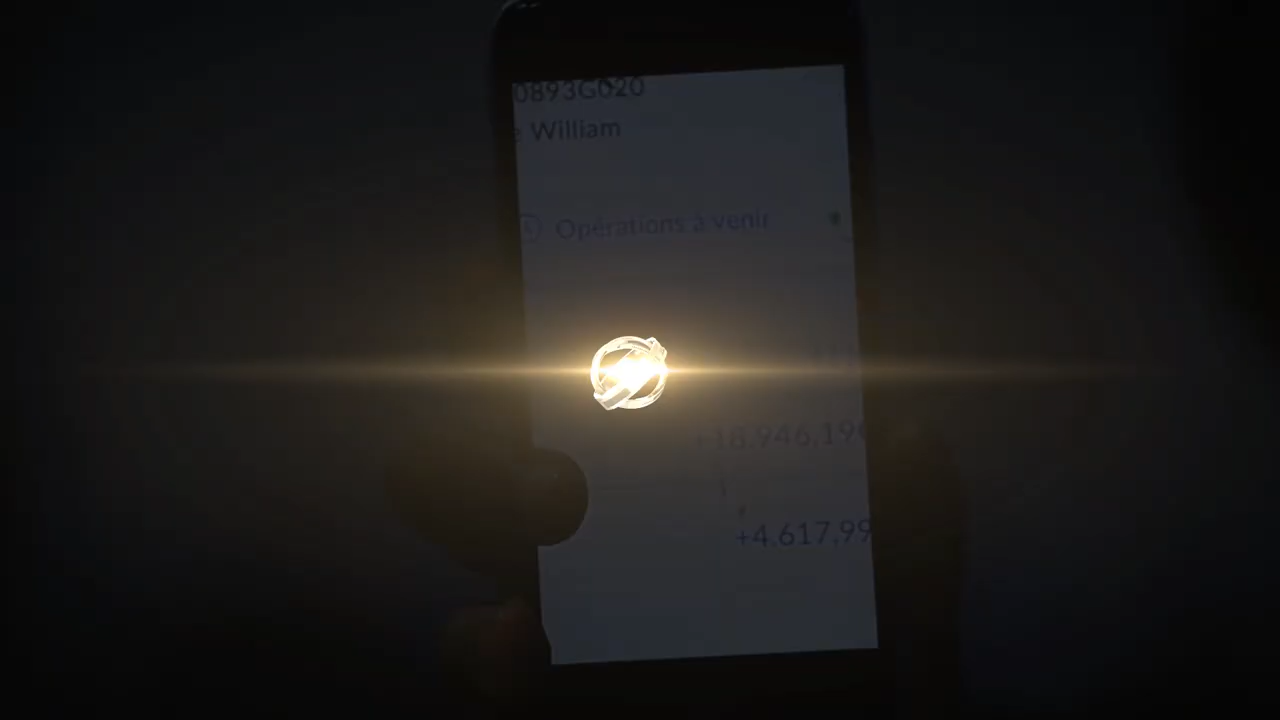 0893G020
William
Opérations à venir
+18.946,19
+4.617,99